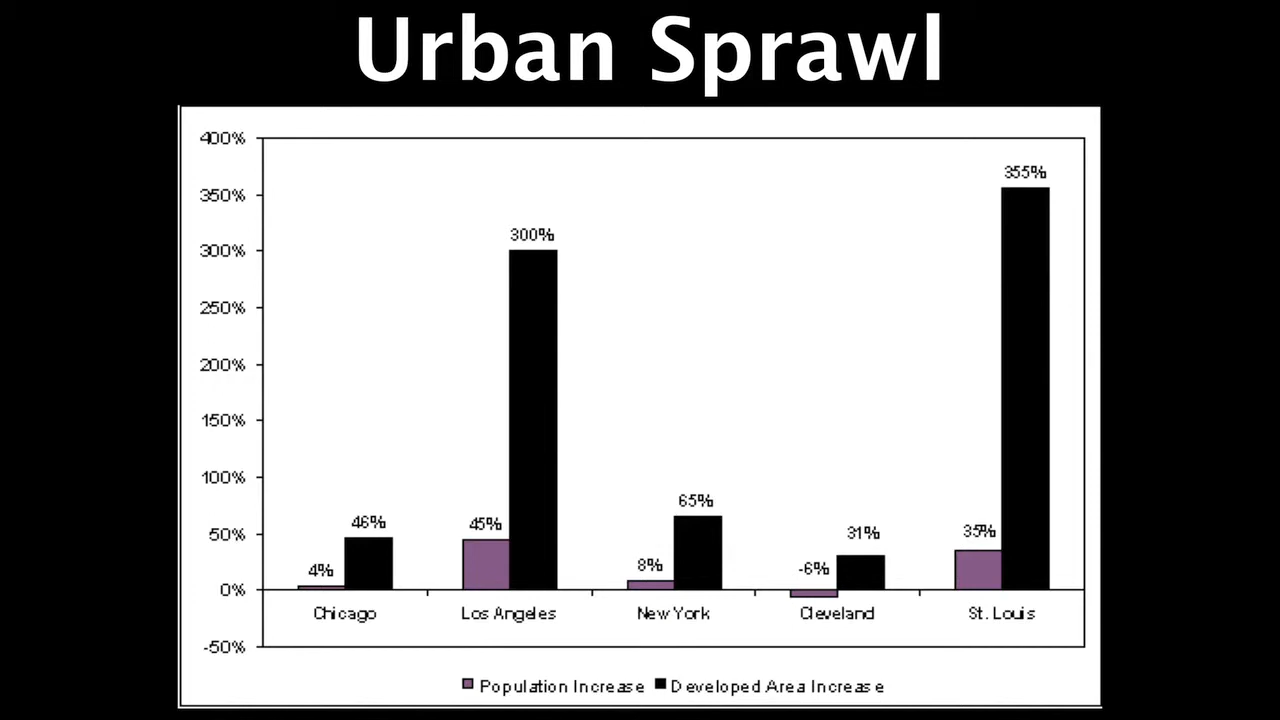 Urban Sprawl
400%
350%
300%
250%
200%
150%
100%
50%
0%
-50%
4%
46%
45%
300%
8%
65%
-6%
31%
35%
355%
Chicago
Los Angeles
New York
Cleveland
St. Louis
Population Increase
Developed Area Increase